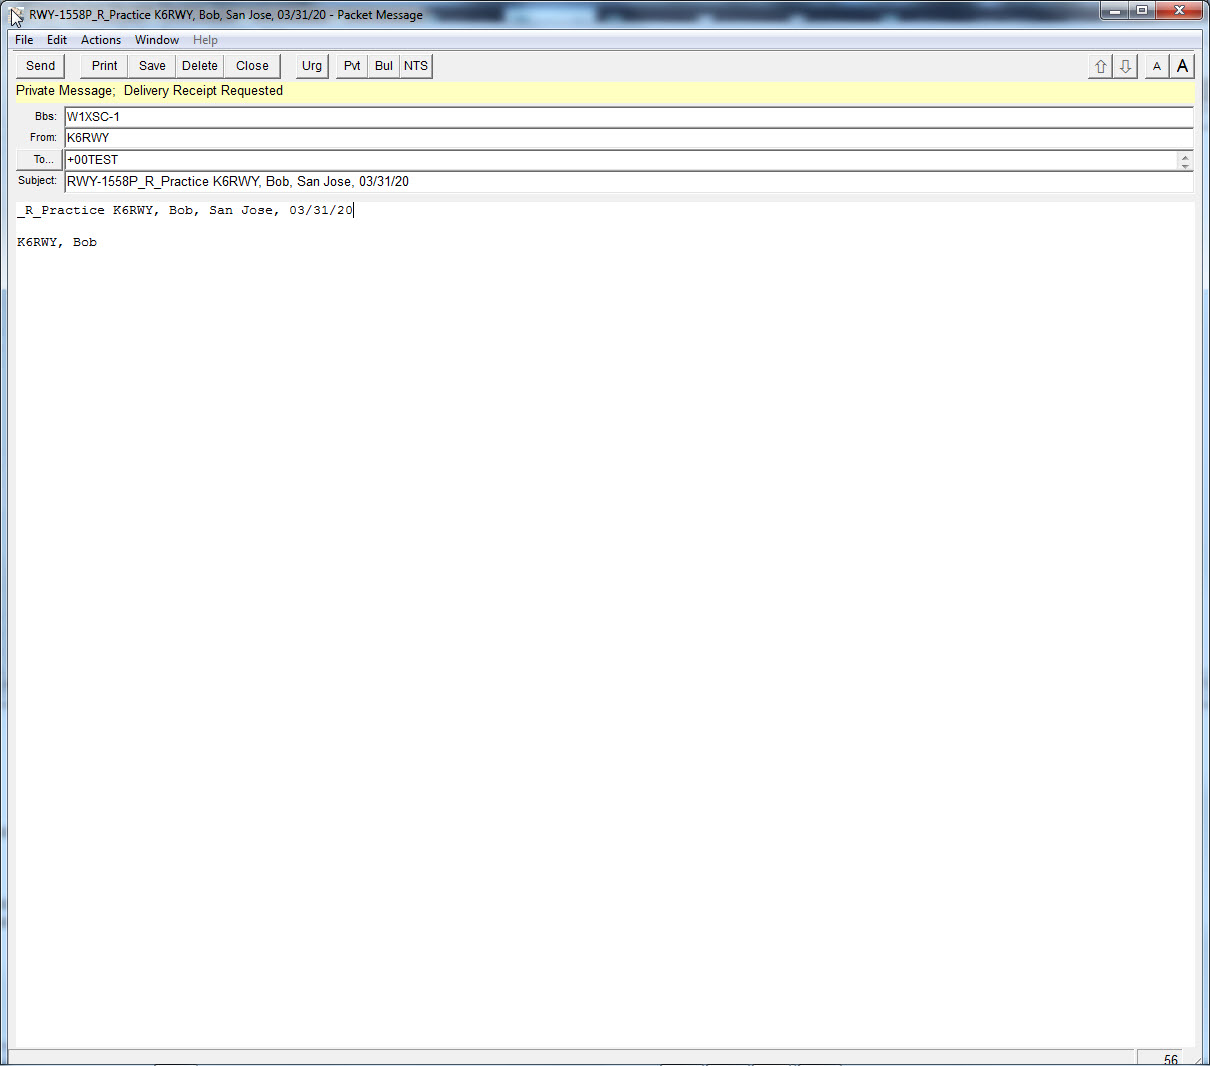 RWY-1558P_R_Practice K6RWY, Bob, San Jose, 03/31/20 - Packet Message
File Edit Actions Window Help
Send Print Save Delete Close Urg Pvt Bul NTS A A
Private Message;  Delivery Receipt Requested
Bbs: W1XSC-1
From: K6RWY
To... +00TEST
Subject: RWY-1558P_R_Practice K6RWY, Bob, San Jose, 03/31/20
_R_Practice K6RWY, Bob, San Jose, 03/31/20
K6RWY, Bob
56